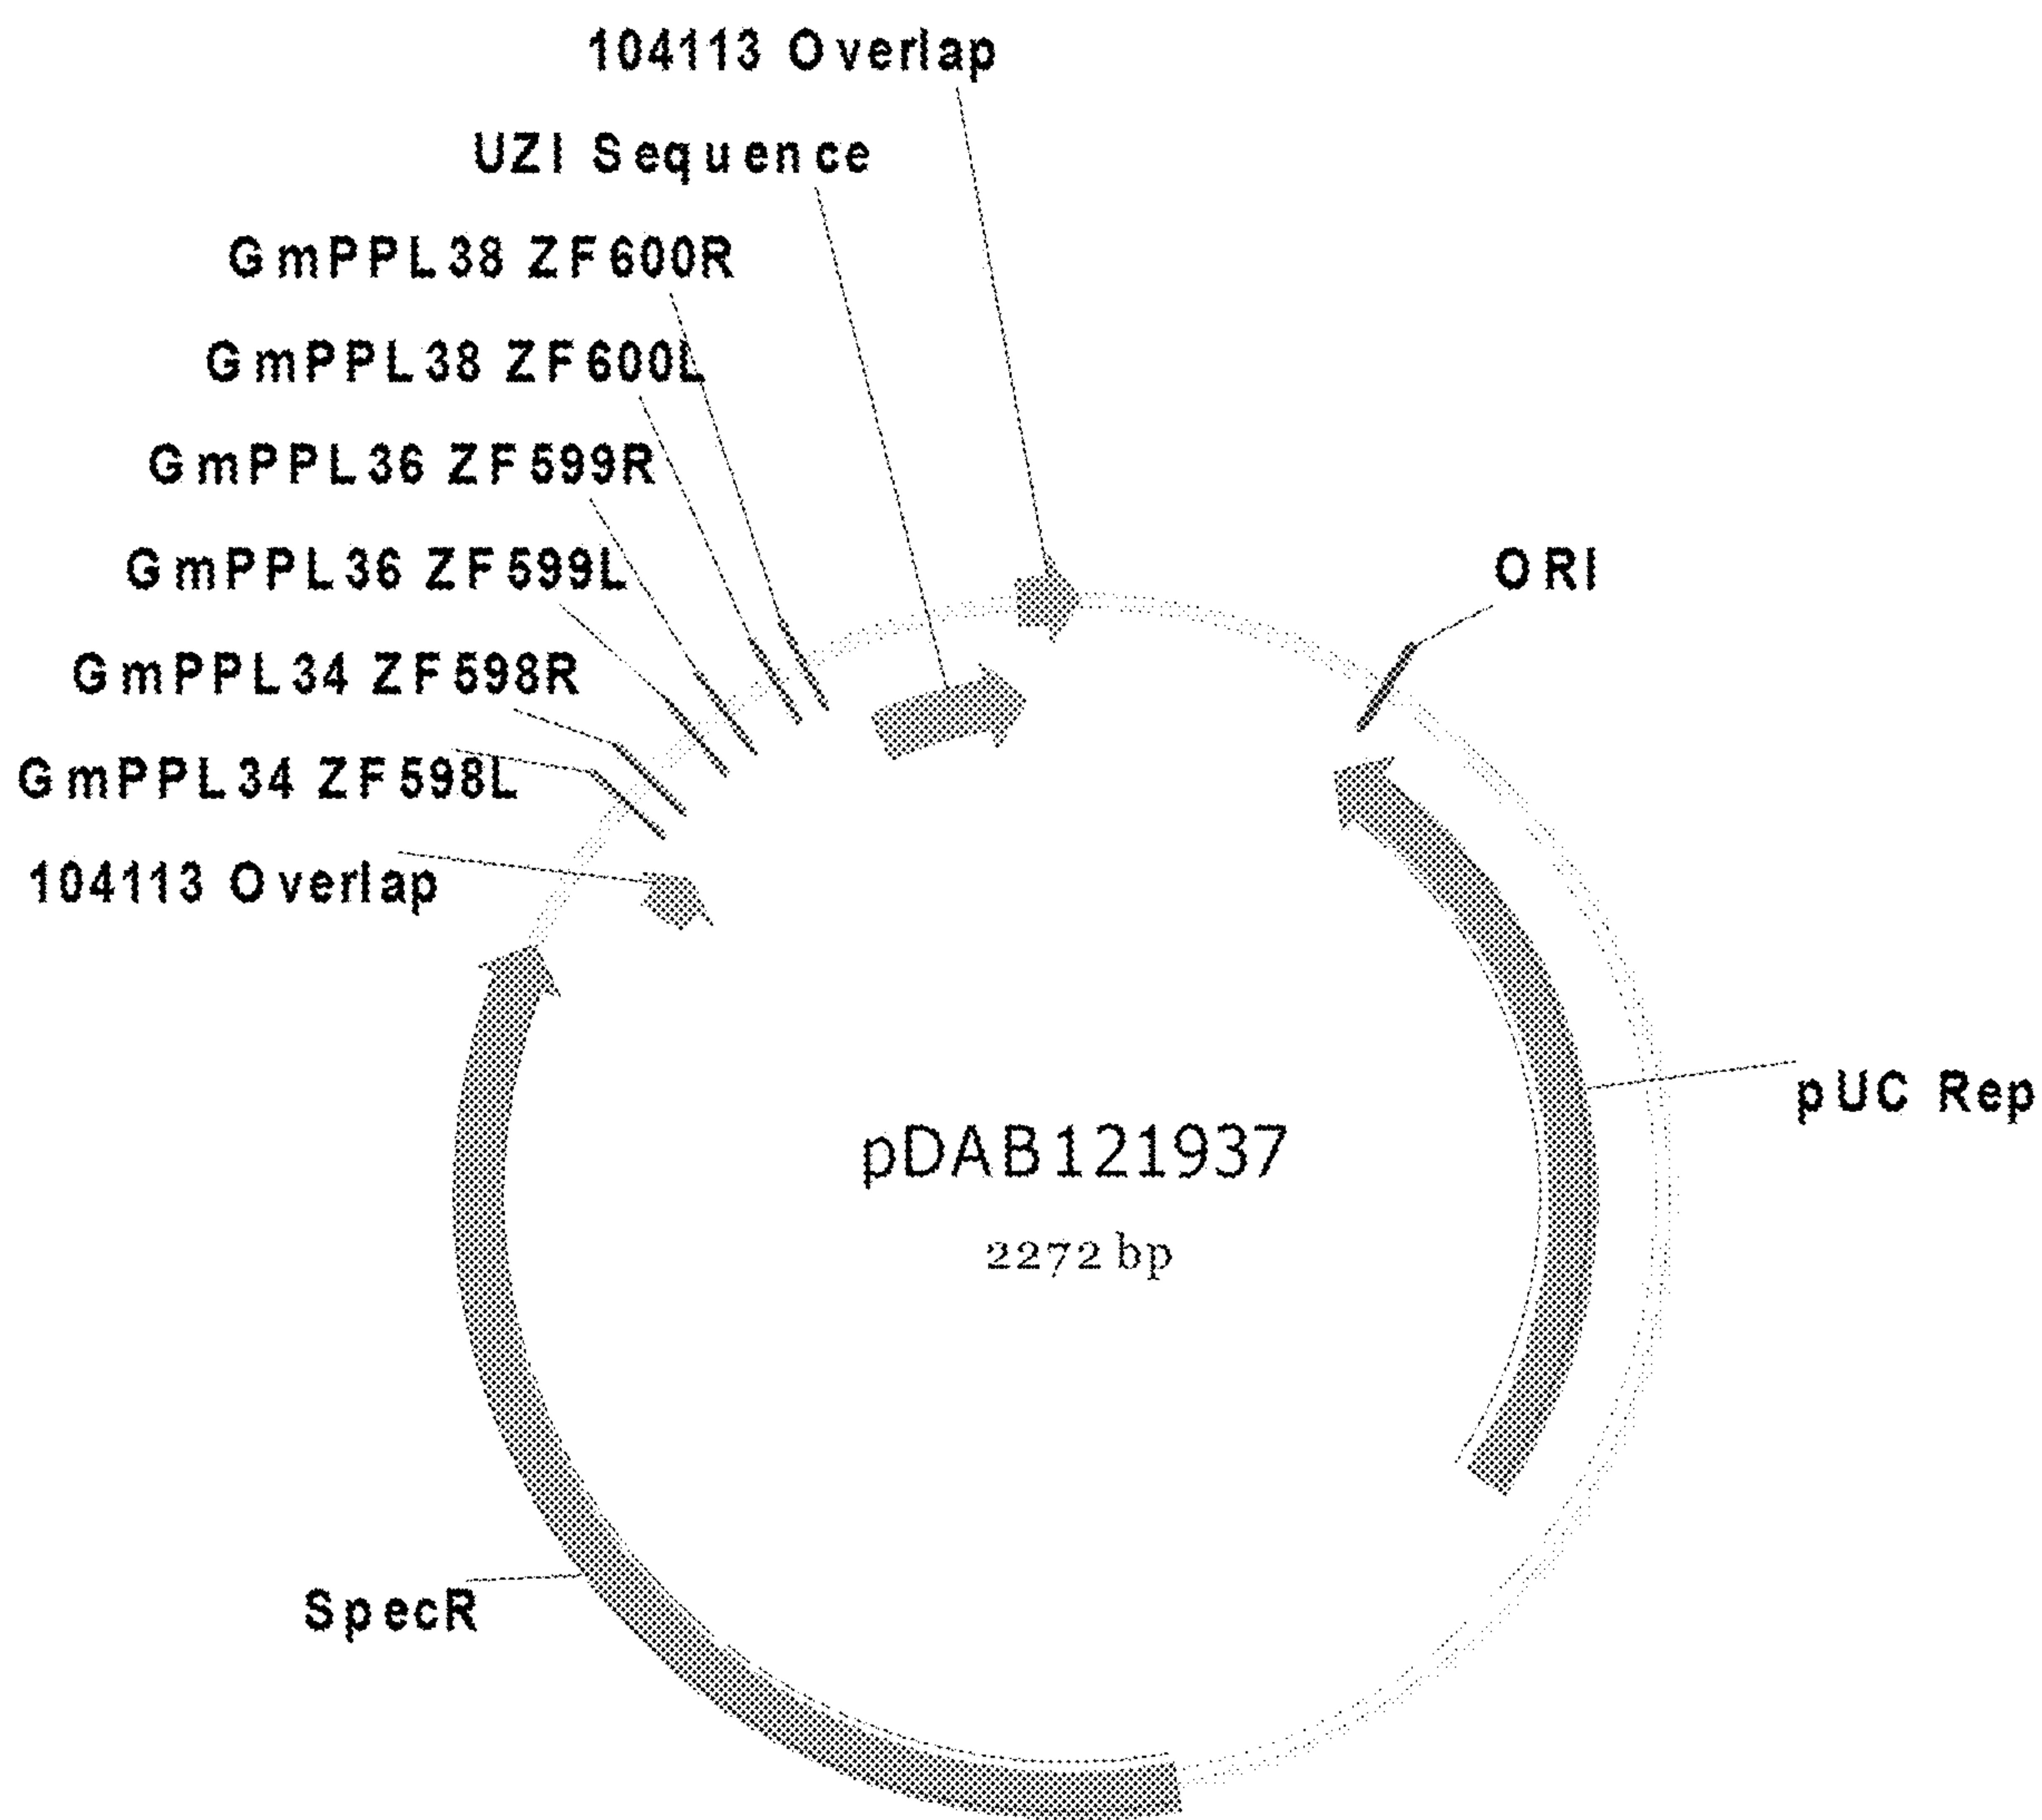 104113 Overlap
UZI Sequence
GmPPL38 ZF600R
GmPPL38 ZF600L
GmPPL36 ZF599R
GmPPL36 ZF599L
ORI
GmPPL34 ZF598R
GmPPL34 ZF598L
104113 Overlap
pUC Rep
pDAB121937
2272 bp
SpecR